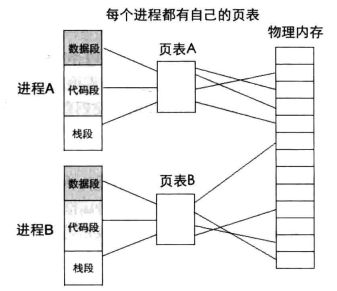 每个进程都有自己的页表
物理内存
页表A
数据段
代码段
栈段
进程A
页表B
数据段
代码段
栈段
进程B